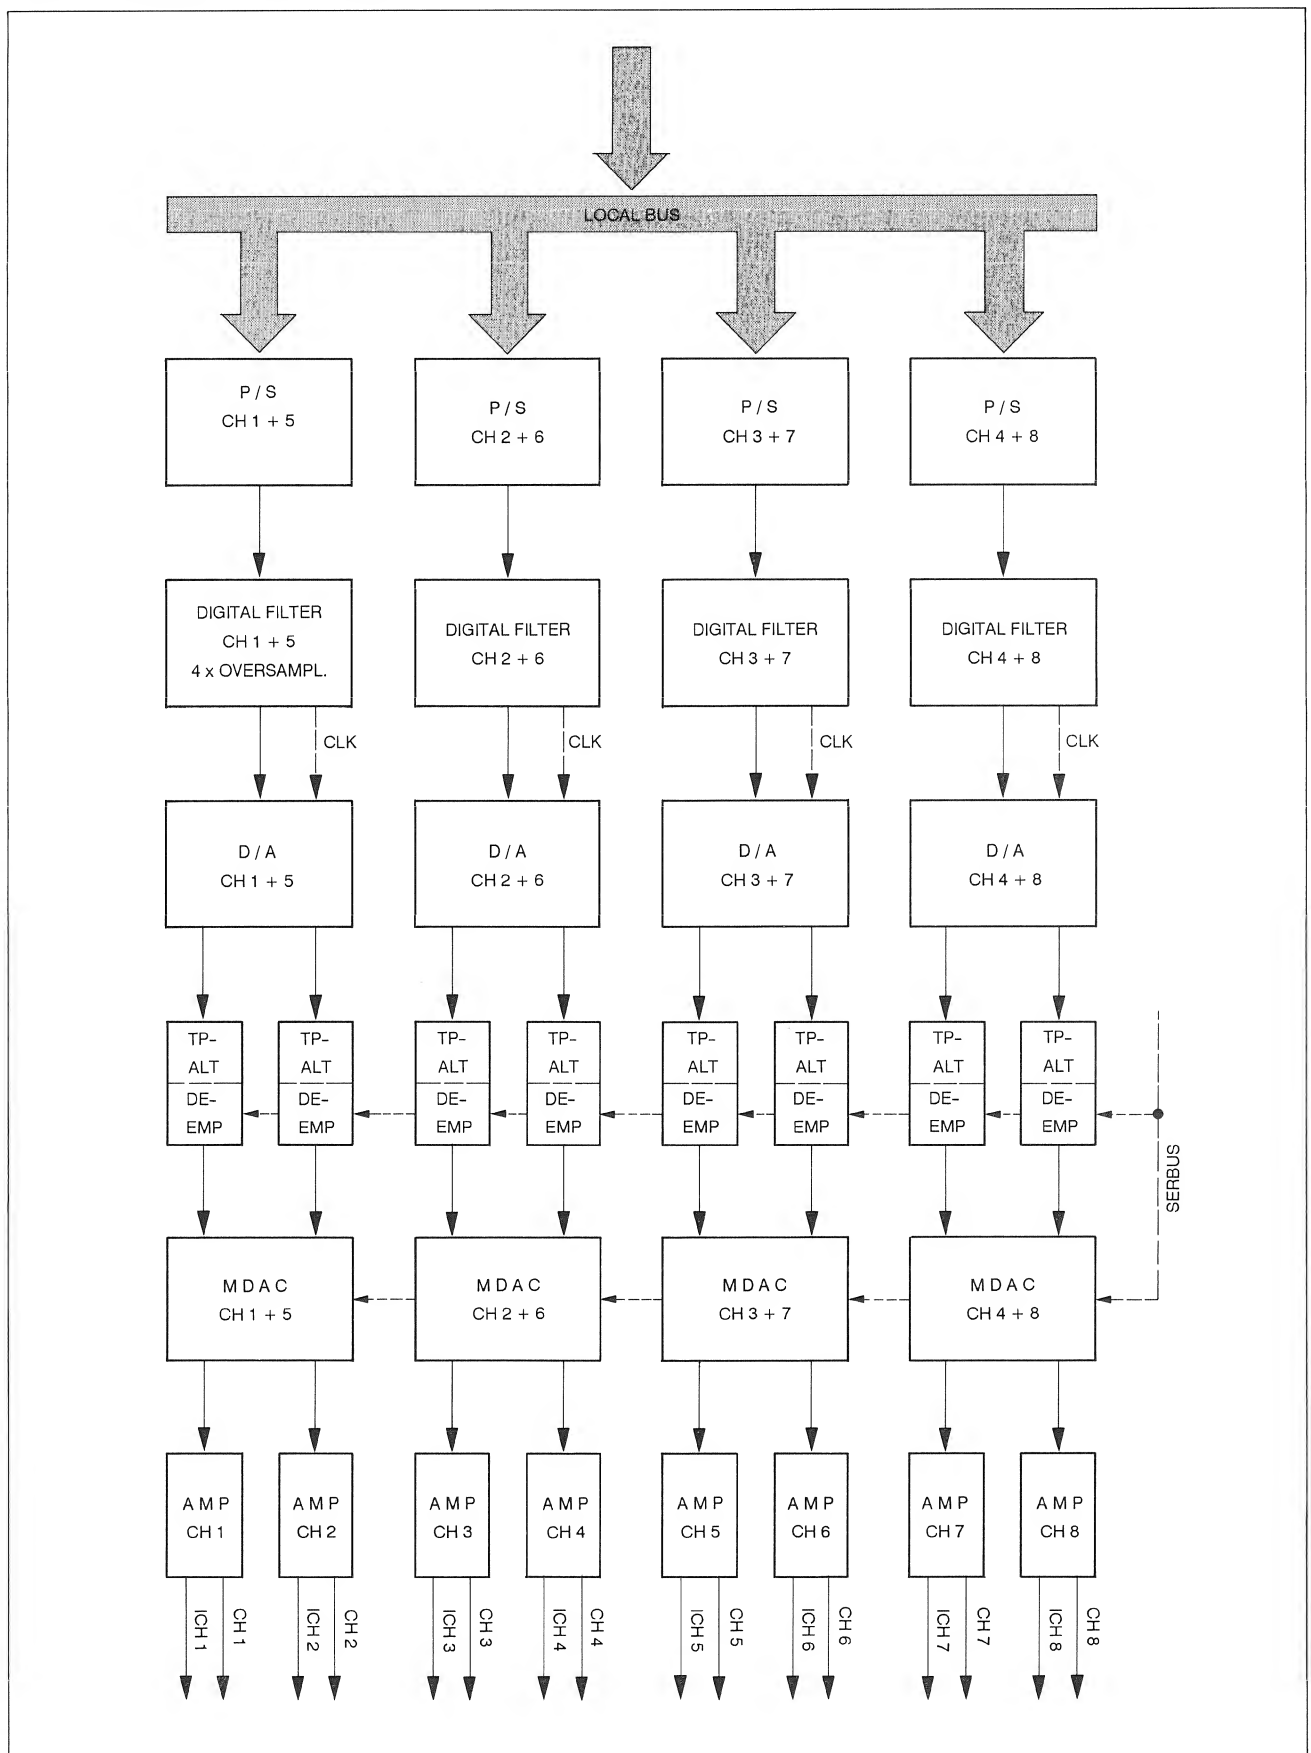 LOCAL BUS
P / S
CH 1 + 5
P / S
CH 2 + 6
P / S
CH 3 + 7
P / S
CH 4 + 8
DIGITAL FILTER
CH 1 + 5
4 x OVERSAMPL.
DIGITAL FILTER
CH 2 + 6
DIGITAL FILTER
CH 3 + 7
DIGITAL FILTER
CH 4 + 8
CLK
CLK
CLK
CLK
D / A
CH 1 + 5
D / A
CH 2 + 6
D / A
CH 3 + 7
D / A
CH 4 + 8
TP-
ALT
DE-
EMP
TP-
ALT
DE-
EMP
TP-
ALT
DE-
EMP
TP-
ALT
DE-
EMP
TP-
ALT
DE-
EMP
TP-
ALT
DE-
EMP
TP-
ALT
DE-
EMP
TP-
ALT
DE-
EMP
SERBUS
M D A C
CH 1 + 5
M D A C
CH 2 + 6
M D A C
CH 3 + 7
M D A C
CH 4 + 8
A M P
CH 1
A M P
CH 2
A M P
CH 3
A M P
CH 4
A M P
CH 5
A M P
CH 6
A M P
CH 7
A M P
CH 8
ICH 1
CH 1
ICH 2
CH 2
ICH 3
CH 3
ICH 4
CH 4
ICH 5
CH 5
ICH 6
CH 6
ICH 7
CH 7
ICH 8
CH 8